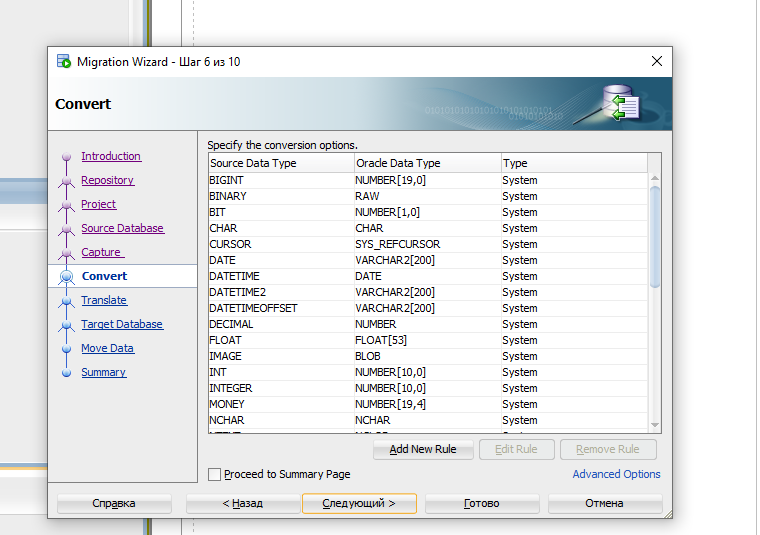 Migration Wizard - Шаг 6 из 10
Convert
010101010101010101010101010101
01010101010
Introduction
Repository
Project
Source Database
Capture
Convert
Translate
Target Database
Move Data
Summary
Specify the conversion options.
Source Data Type Oracle Data Type Type
BIGINT NUMBER[19,0] System
BINARY RAW System
BIT NUMBER[1,0] System
CHAR CHAR System
CURSOR SYS_REFCURSOR System
DATE VARCHAR2[200] System
DATETIME DATE System
DATETIME2 VARCHAR2[200] System
DATETIMEOFFSET VARCHAR2[200] System
DECIMAL NUMBER System
FLOAT FLOAT[53] System
IMAGE BLOB System
INT NUMBER[10,0] System
INTEGER NUMBER[10,0] System
MONEY NUMBER[19,4] System
NCHAR NCHAR System
Add New Rule Edit Rule Remove Rule
Proceed to Summary Page Advanced Options
Справка < Назад Следующий > Готово Отмена